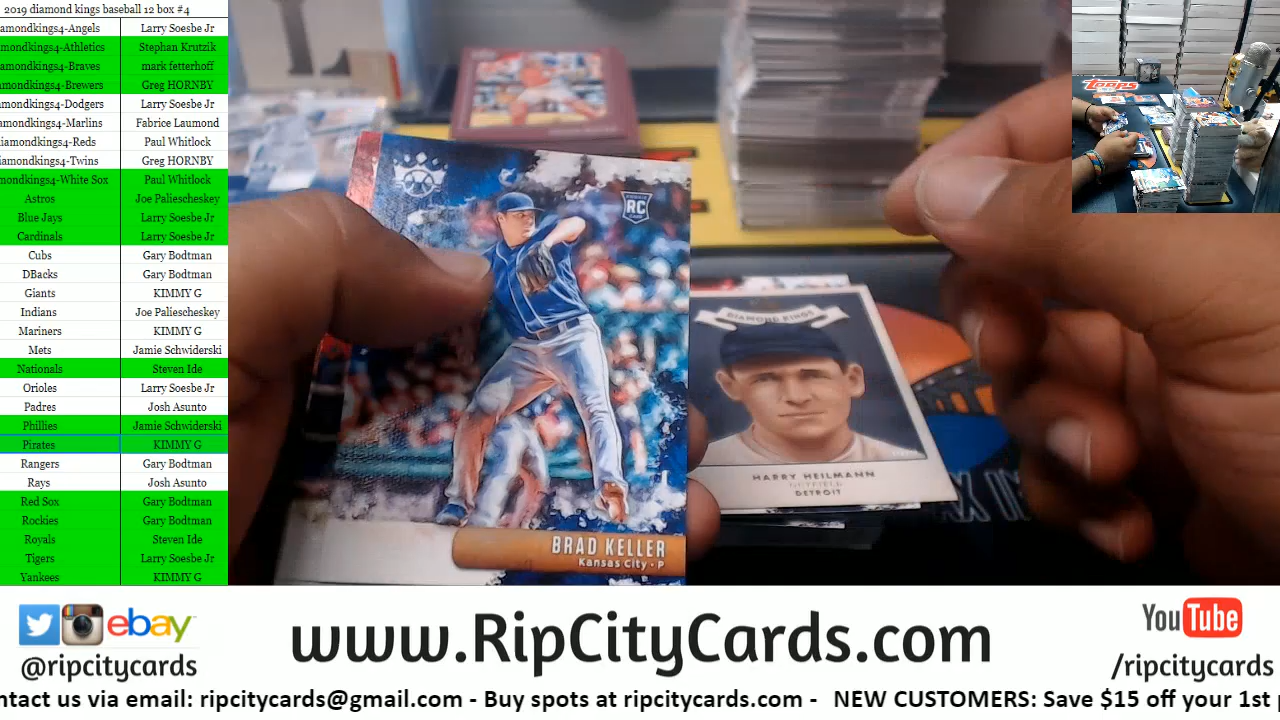 2019 diamond kings baseball 12 box #4
amondkings4-Angels Larry Soesbe Jr
mondkings4-Athletics Stephan Krutzik
amondkings4-Braves mark fetterhoff
amondkings4-Brewers Greg HORNBY
amondkings4-Dodgers Larry Soesbe Jr
amondkings4-Marlins Fabrice Laumond
iamondkings4-Reds Paul Whitlock
iamondkings4-Twins Greg HORNBY
mondkings4-White Sox Paul Whitlock
Astros Joe Paliescheskey
Blue Jays Larry Soesbe Jr
Cardinals Larry Soesbe Jr
Cubs Gary Bodtman
DBacks Gary Bodtman
Giants KIMMY G
Indians Joe Paliescheskey
Mariners KIMMY G
Mets Jamie Schwiderski
Nationals Steven Ide
Orioles Larry Soesbe Jr
Padres Josh Asunto
Phillies Jamie Schwiderski
Pirates KIMMY G
Rangers Gary Bodtman
Rays Josh Asunto
Red Sox Gary Bodtman
Rockies Gary Bodtman
Royals Steven Ide
Tigers Larry Soesbe Jr
Yankees KIMMY G
RC
BRAD KELLER
Kansas City • P
DIAMOND KINGS
HARRY HEILMANN
OUTFIELD
DETROIT
Topps
ebay
@ripcitycards
www.RipCityCards.com
YouTube
/ripcitycards
ntact us via email: ripcitycards@gmail.com - Buy spots at ripcitycards.com - NEW CUSTOMERS: Save $15 off your 1st p